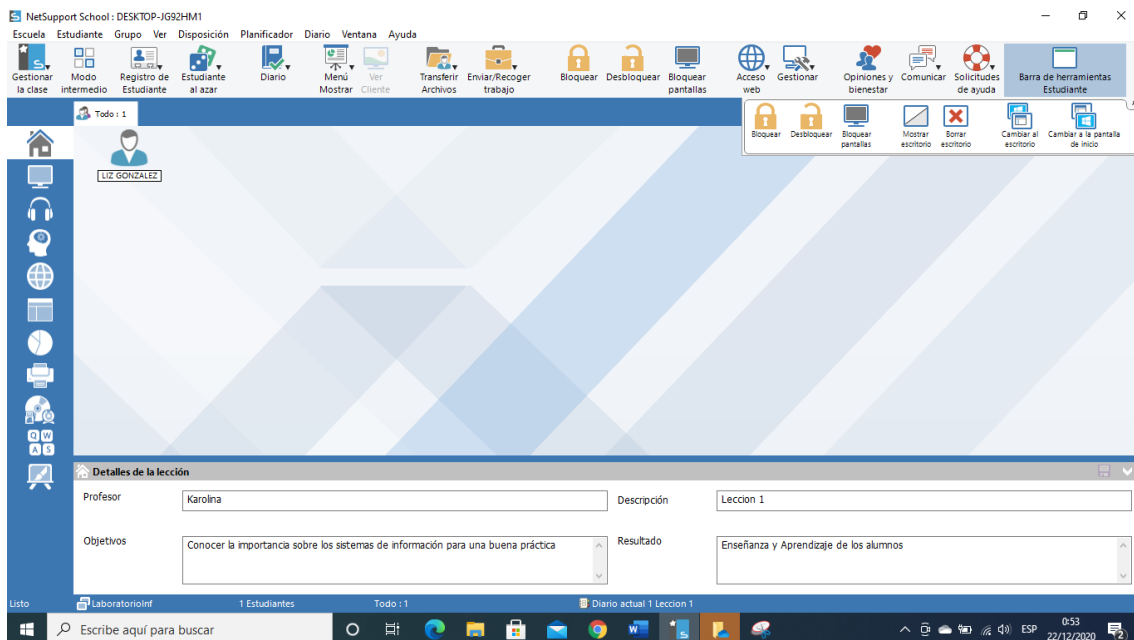 NetSupport School : DESKTOP-JG92HM1
Escuela Estudiante Grupo Ver Disposición Planificador Diario Ventana Ayuda
Gestionar la clase
Modo intermedio
Registro de Estudiante
Estudiante al azar
Diario
Menú Mostrar
Ver Cliente
Transferir Archivos
Enviar/Recoger trabajo
Bloquear
Desbloquear
Bloquear pantallas
Acceso web
Gestionar
Opiniones y bienestar
Comunicar
Solicitudes de ayuda
Barra de herramientas Estudiante
Todo : 1
Bloquear
Desbloquear
Bloquear pantallas
Mostrar escritorio
Borrar escritorio
Cambiar al escritorio
Cambiar a la pantalla de inicio
LIZ GONZALEZ
Q W
A S
Detalles de la lección
Profesor
Karolina
Descripción
Leccion 1
Objetivos
Conocer la importancia sobre los sistemas de información para una buena práctica
Resultado
Enseñanza y Aprendizaje de los alumnos
Listo
LaboratorioInf
1 Estudiantes
Todo : 1
Diario actual 1 Leccion 1
Escribe aquí para buscar
ESP
0:53
22/12/2020
2